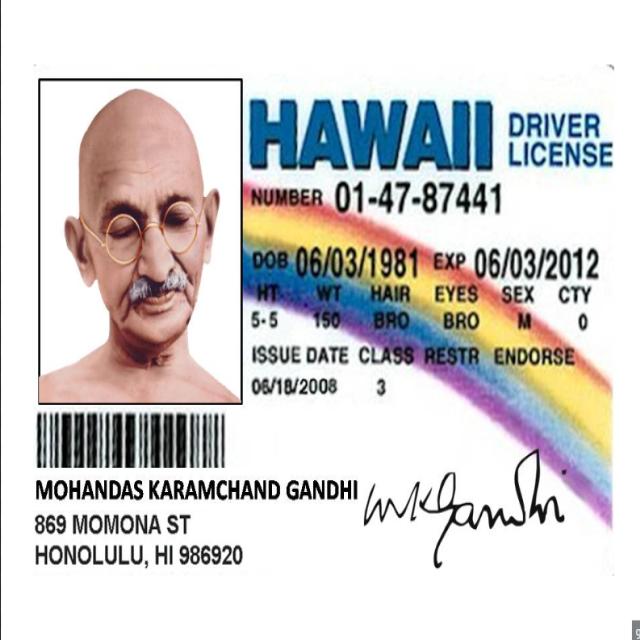 HAWAII DRIVER LICENSE
NUMBER 01-47-87441
DOB 06/03/1981 EXP 06/03/2012
HT WT HAIR EYES SEX CTY
5-5 150 BRO BRO M 0
ISSUE DATE CLASS RESTR ENDORSE
06/18/2008 3
MOHANDAS KARAMCHAND GANDHI
mkgandhi
869 MOMONA ST
HONOLULU, HI 986920